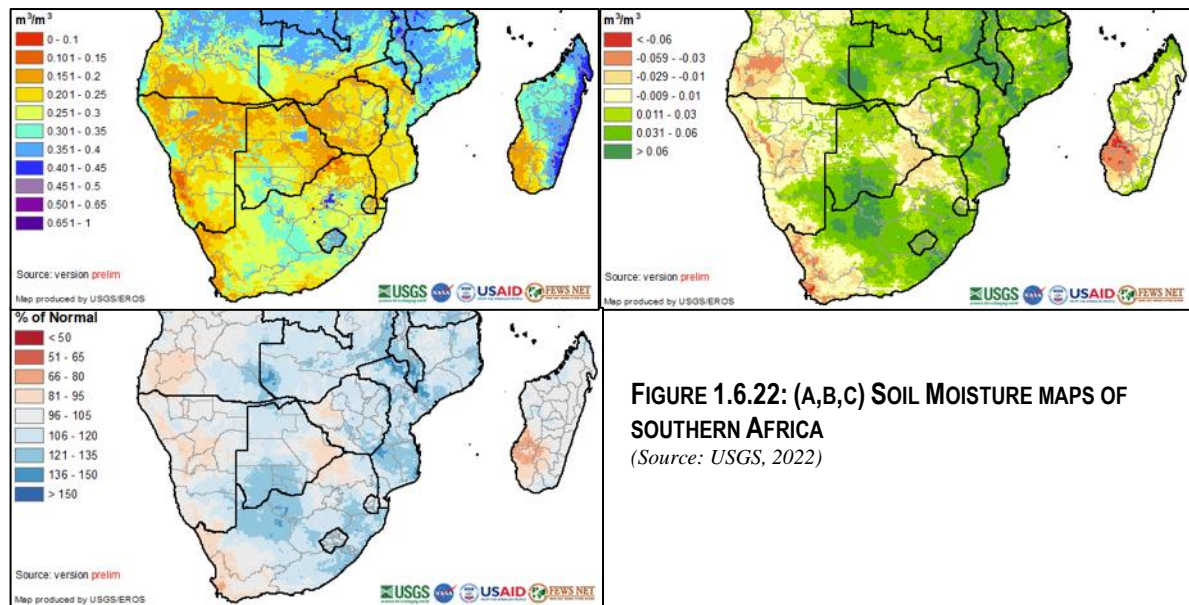 m³/m³
0 - 0.1
0.101 - 0.15
0.151 - 0.2
0.201 - 0.25
0.251 - 0.3
0.301 - 0.35
0.351 - 0.4
0.401 - 0.45
0.451 - 0.5
0.501 - 0.65
0.651 - 1
Source: version prelim
Map produced by USGS/EROS
USGS
NASA
USAID
FEWS NET
m³/m³
< -0.06
-0.059 - -0.03
-0.029 - -0.01
-0.009 - 0.01
0.011 - 0.03
0.031 - 0.06
> 0.06
Source: version prelim
Map produced by USGS/EROS
USGS
NASA
USAID
FEWS NET
% of Normal
< 50
51 - 65
66 - 80
81 - 95
96 - 105
106 - 120
121 - 135
136 - 150
> 150
Source: version prelim
Map produced by USGS/EROS
USGS
NASA
USAID
FEWS NET
FIGURE 1.6.22: (A,B,C) SOIL MOISTURE MAPS OF
SOUTHERN AFRICA
(Source: USGS, 2022)